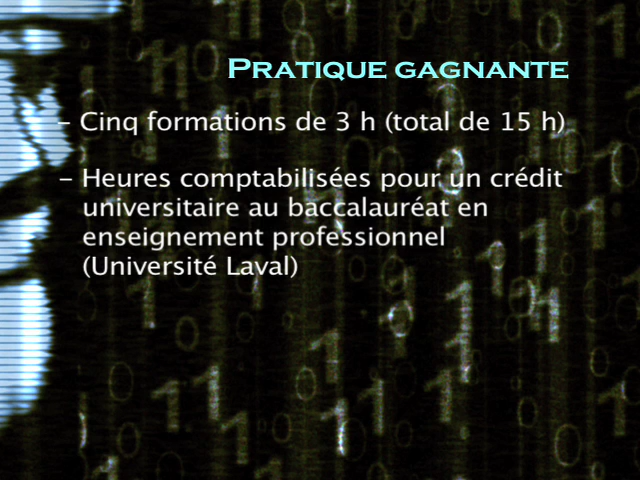 Pratique gagnante
- Cinq formations de 3 h (total de 15 h)
- Heures comptabilisées pour un crédit
universitaire au baccalauréat en
enseignement professionnel
(Université Laval)